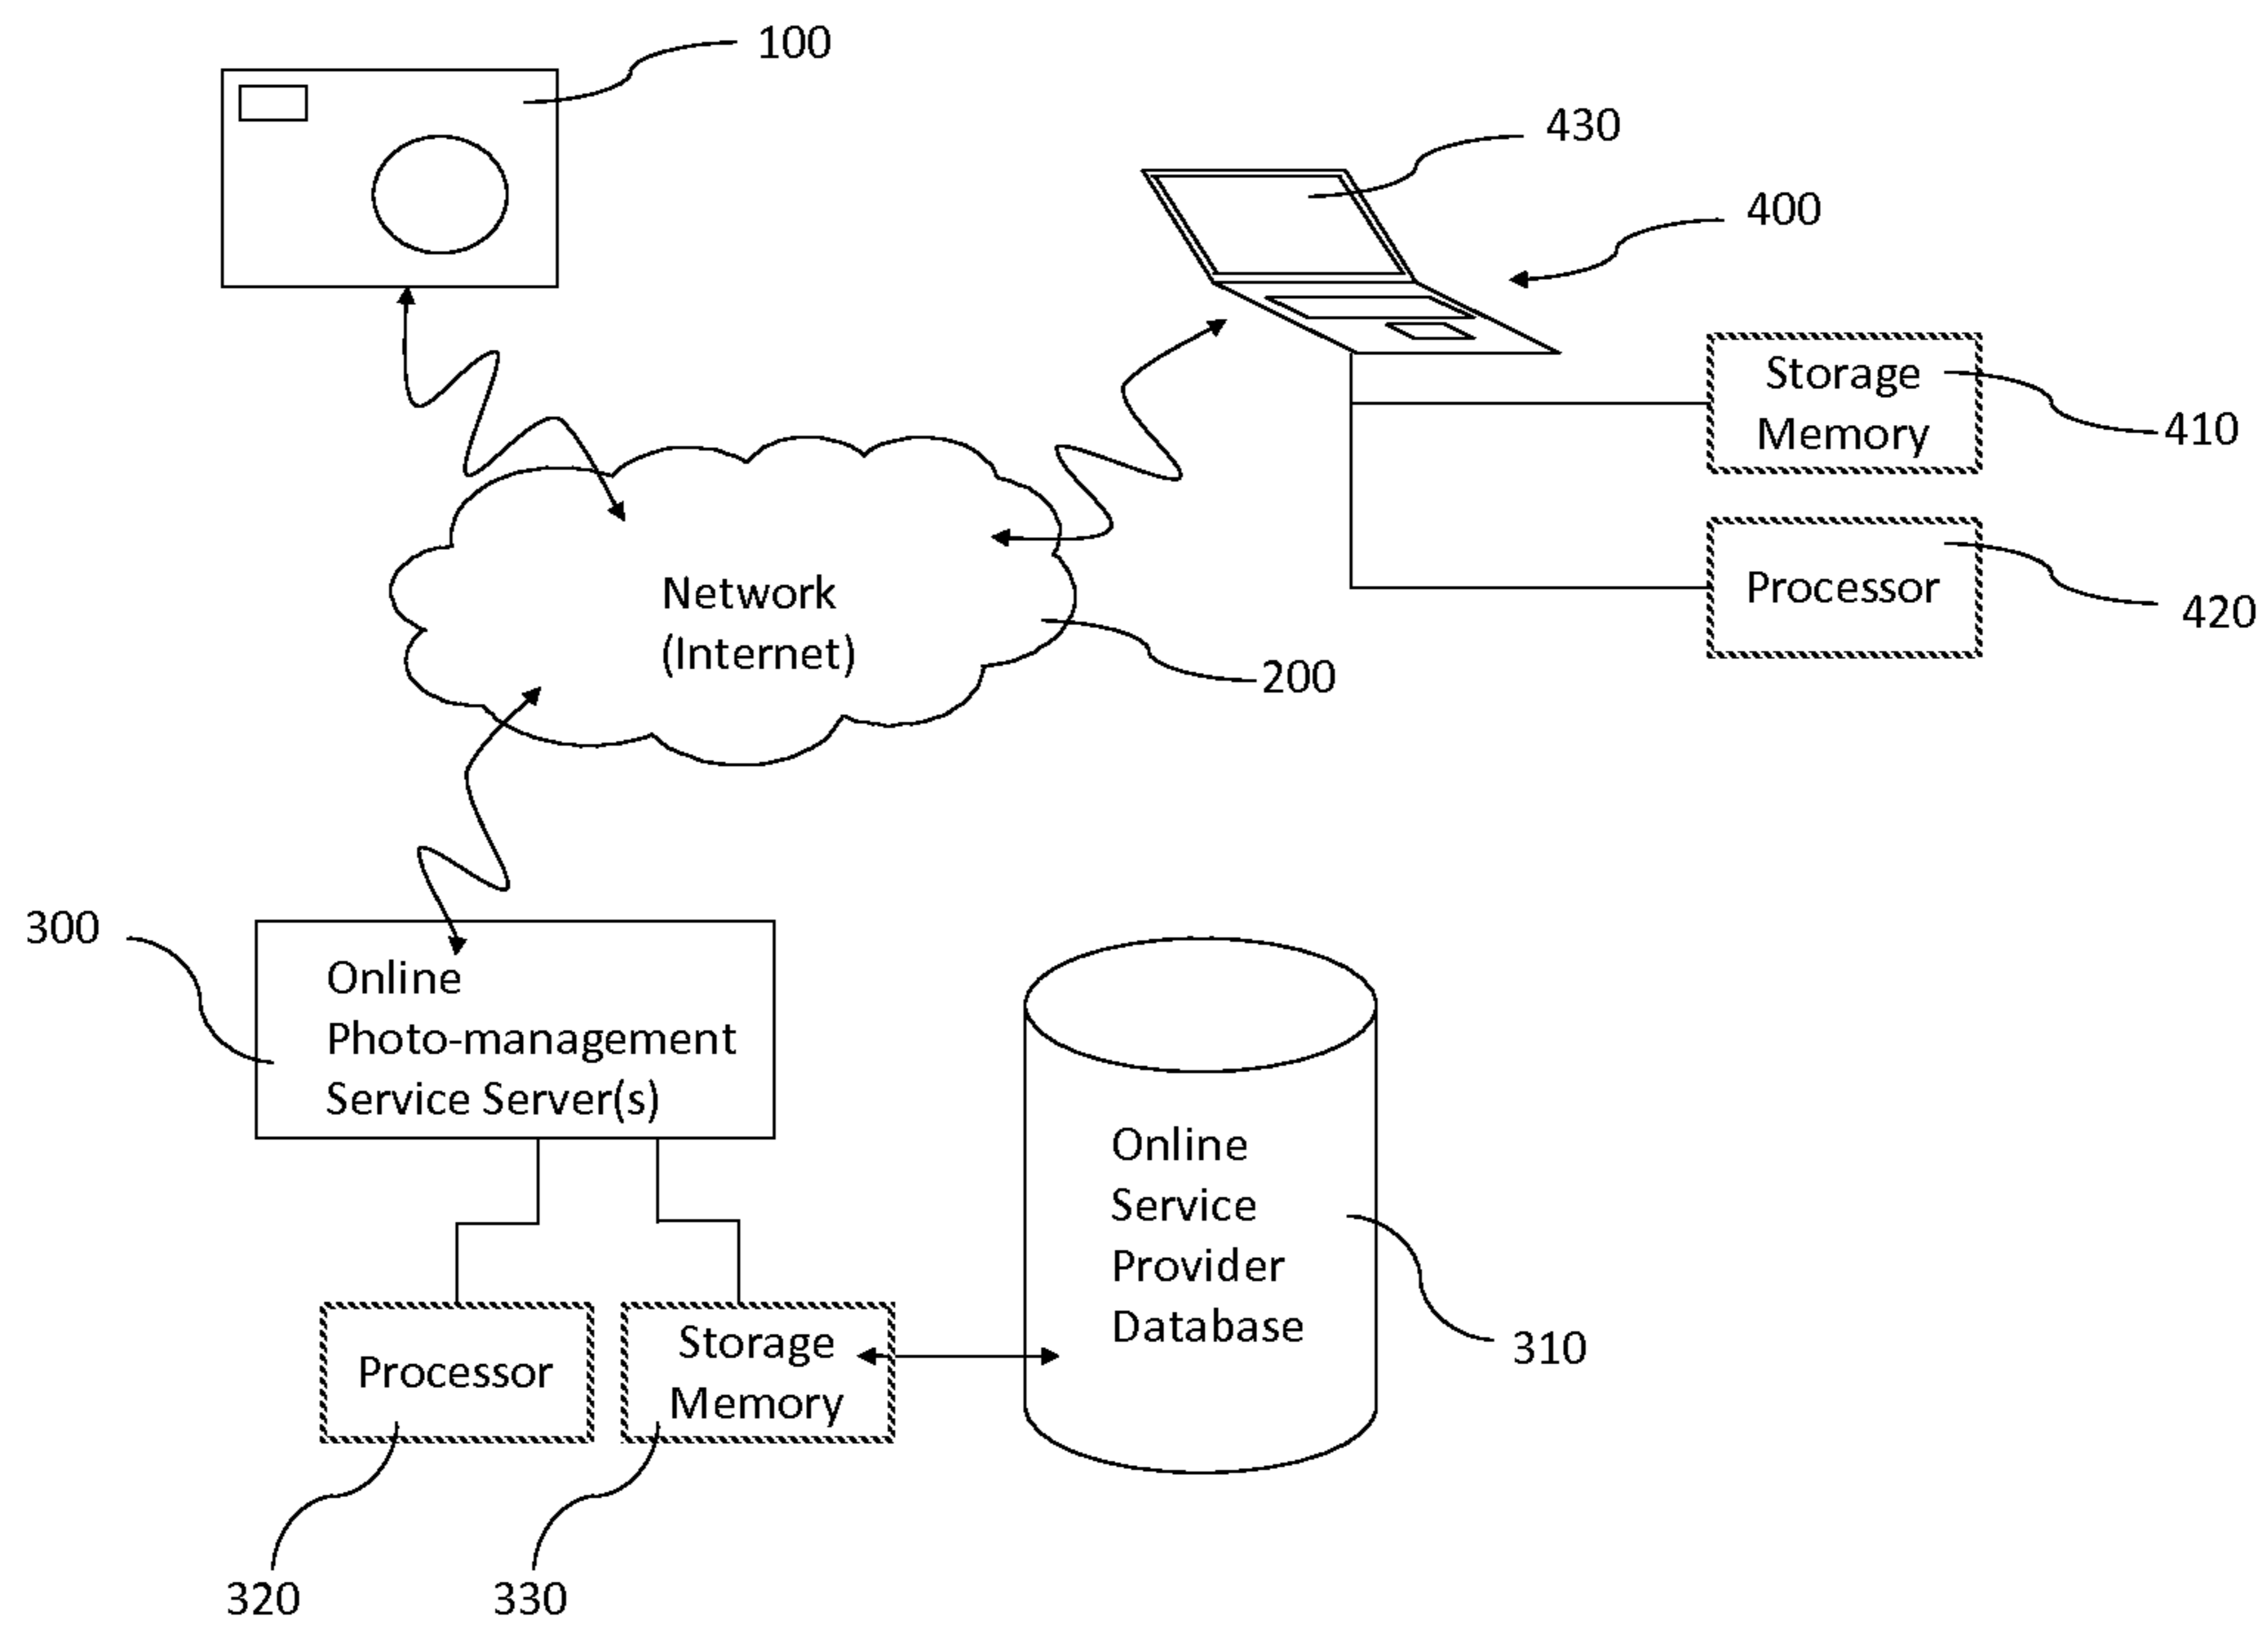 100
430
400
Storage
Memory
410
Processor
420
Network
(Internet)
200
300
Online
Photo-management
Service Server(s)
Online
Service
Provider
Database
310
Processor
Storage
Memory
320
330